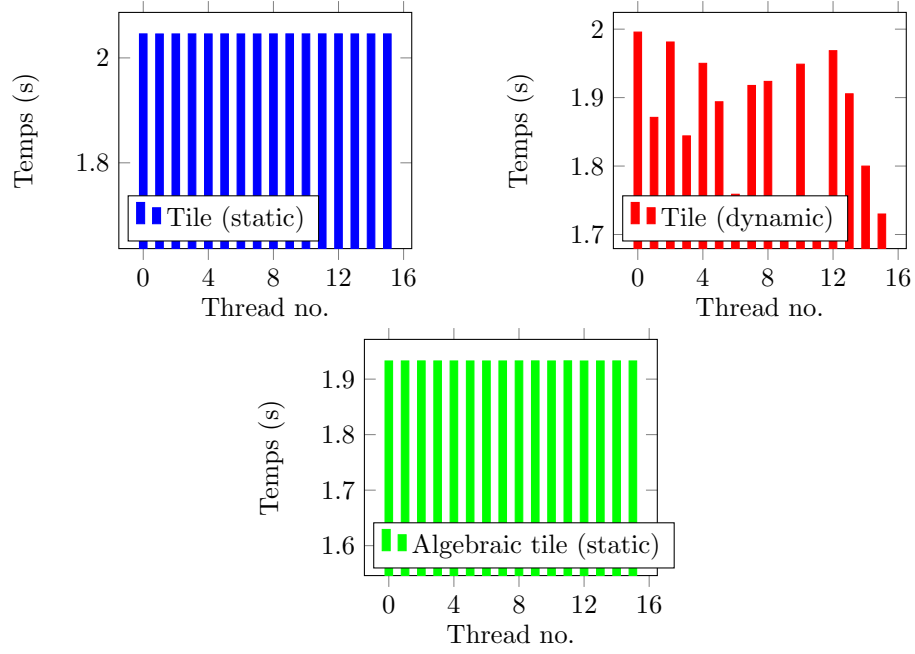 2
1.8
Temps (s)
Tile (static)
0 4 8 12 16
Thread no.
2
1.9
1.8
1.7
Temps (s)
Tile (dynamic)
0 4 8 12 16
Thread no.
1.9
1.8
1.7
1.6
Temps (s)
Algebraic tile (static)
0 4 8 12 16
Thread no.